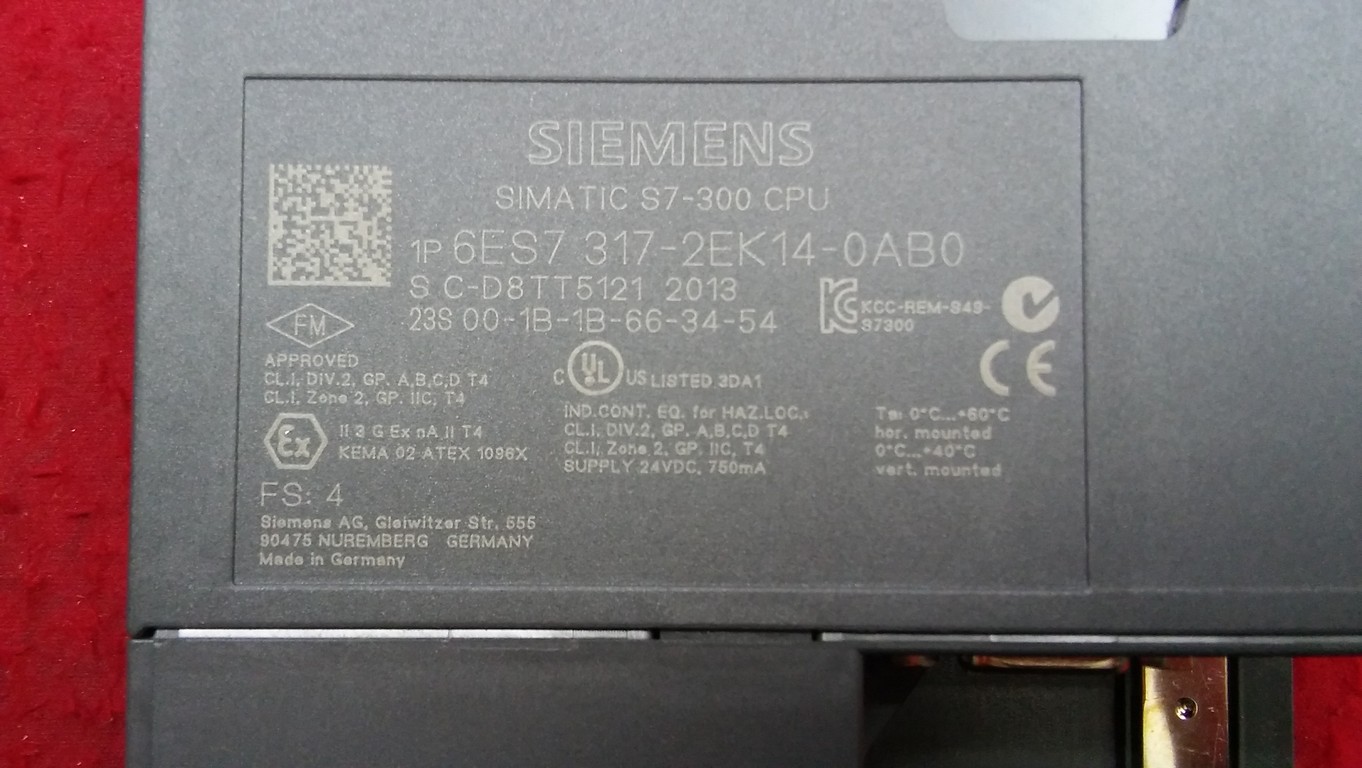 SIEMENS
SIMATIC S7-300 CPU
1P 6ES7 317-2EK14-0AB0
S C-D8TT5121 2013
23S 00-1B-1B-66-34-54
KCC-REM-S49-
S7300
FM
APPROVED
CL.I, DIV.2, GP. A,B,C,D T4
CL.I, Zone 2, GP. IIC, T4
C UL US LISTED 3DA1
CE
Ex
II 3 G Ex nA II T4
KEMA 02 ATEX 1096X
IND.CONT. EQ. for HAZ.LOC.:
CL.I, DIV.2, GP. A,B,C,D T4
CL.I, Zone 2, GP. IIC, T4
SUPPLY 24VDC, 750mA
Ta: 0°C...+60°C
hor. mounted
0°C...+40°C
vert. mounted
FS: 4
Siemens AG, Gleiwitzer Str. 555
90475 NUREMBERG GERMANY
Made in Germany